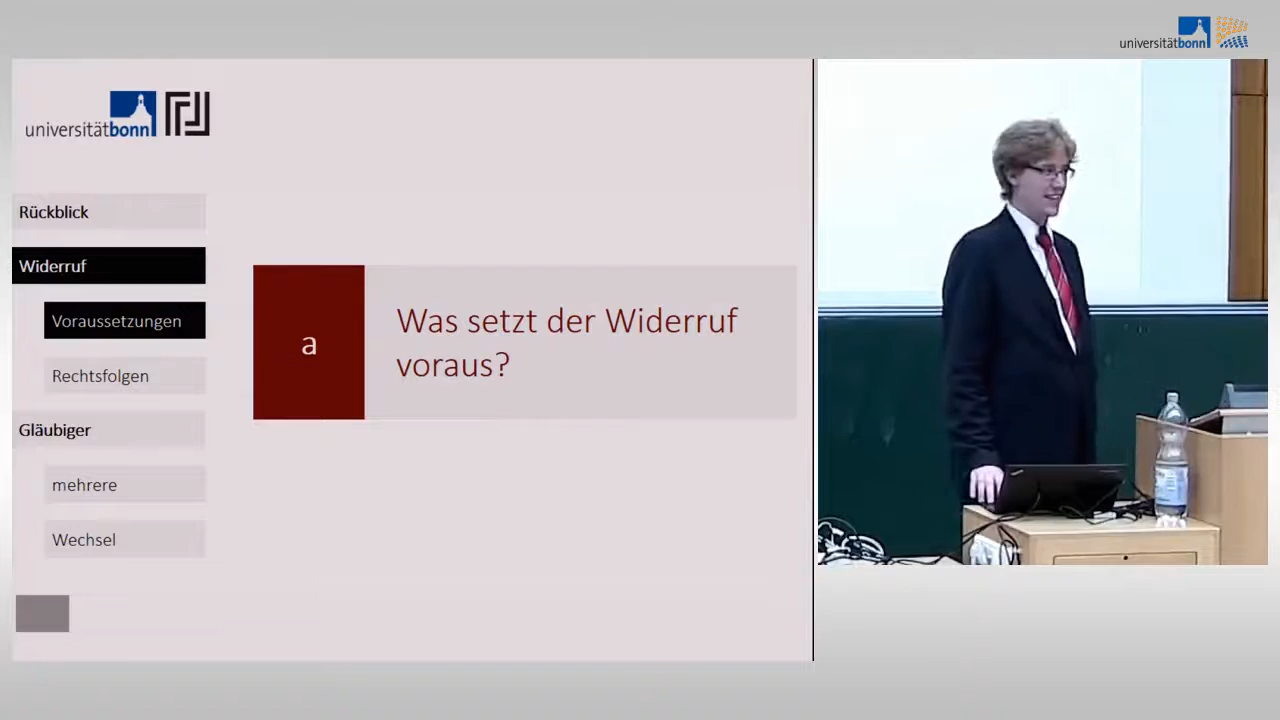 universitätbonn
universitätbonn
Rückblick
Widerruf
Voraussetzungen
Rechtsfolgen
Gläubiger
mehrere
Wechsel
a
Was setzt der Widerruf
voraus?